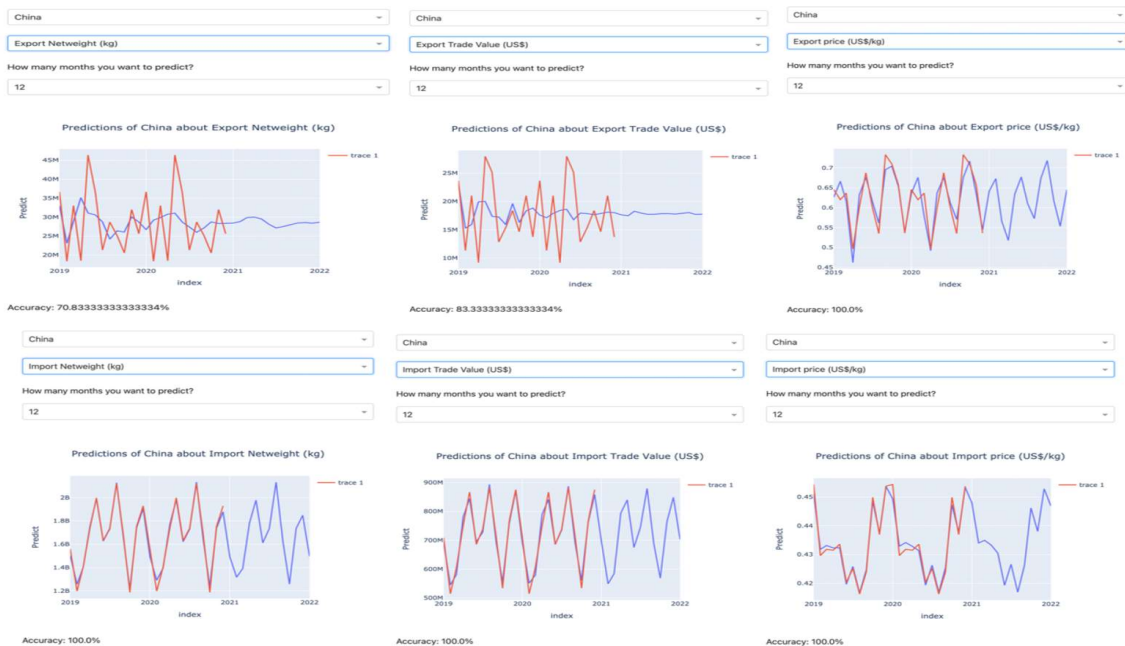 China
Export Netweight (kg)
How many months you want to predict?
12
Predictions of China about Export Netweight (kg)
45M
40M
35M
30M
25M
20M
Predict
2019
2020
2021
2022
index
trace 1
Accuracy: 70.83333333333334%
China
Export Trade Value (US$)
How many months you want to predict?
12
Predictions of China about Export Trade Value (US$)
25M
20M
15M
10M
Predict
2019
2020
2021
2022
index
trace 1
Accuracy: 83.33333333333334%
China
Export price (US$/kg)
How many months you want to predict?
12
Predictions of China about Export price (US$/kg)
0.7
0.65
0.6
0.55
0.5
0.45
Predict
2019
2020
2021
2022
index
trace 1
Accuracy: 100.0%
China
Import Netweight (kg)
How many months you want to predict?
12
Predictions of China about Import Netweight (kg)
2B
1.8B
1.6B
1.4B
1.2B
Predict
2019
2020
2021
2022
index
trace 1
Accuracy: 100.0%
China
Import Trade Value (US$)
How many months you want to predict?
12
Predictions of China about Import Trade Value (US$)
900M
800M
700M
600M
500M
Predict
2019
2020
2021
2022
index
trace 1
Accuracy: 100.0%
China
Import price (US$/kg)
How many months you want to predict?
12
Predictions of China about Import price (US$/kg)
0.45
0.44
0.43
0.42
Predict
2019
2020
2021
2022
index
trace 1
Accuracy: 100.0%